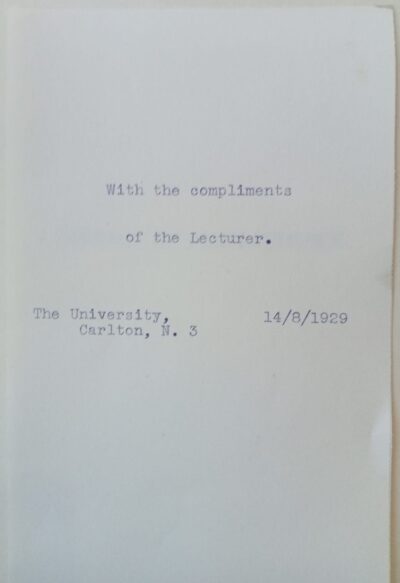 With the compliments
of the Lecturer.
The University, 14/8/1929
Carlton, N. 3